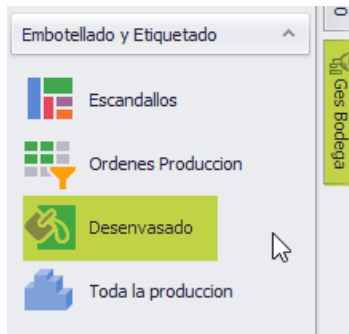 Embotellado y Etiquetado
Escandallos
Ordenes Produccion
Desenvasado
Toda la produccion
Ges Bodega